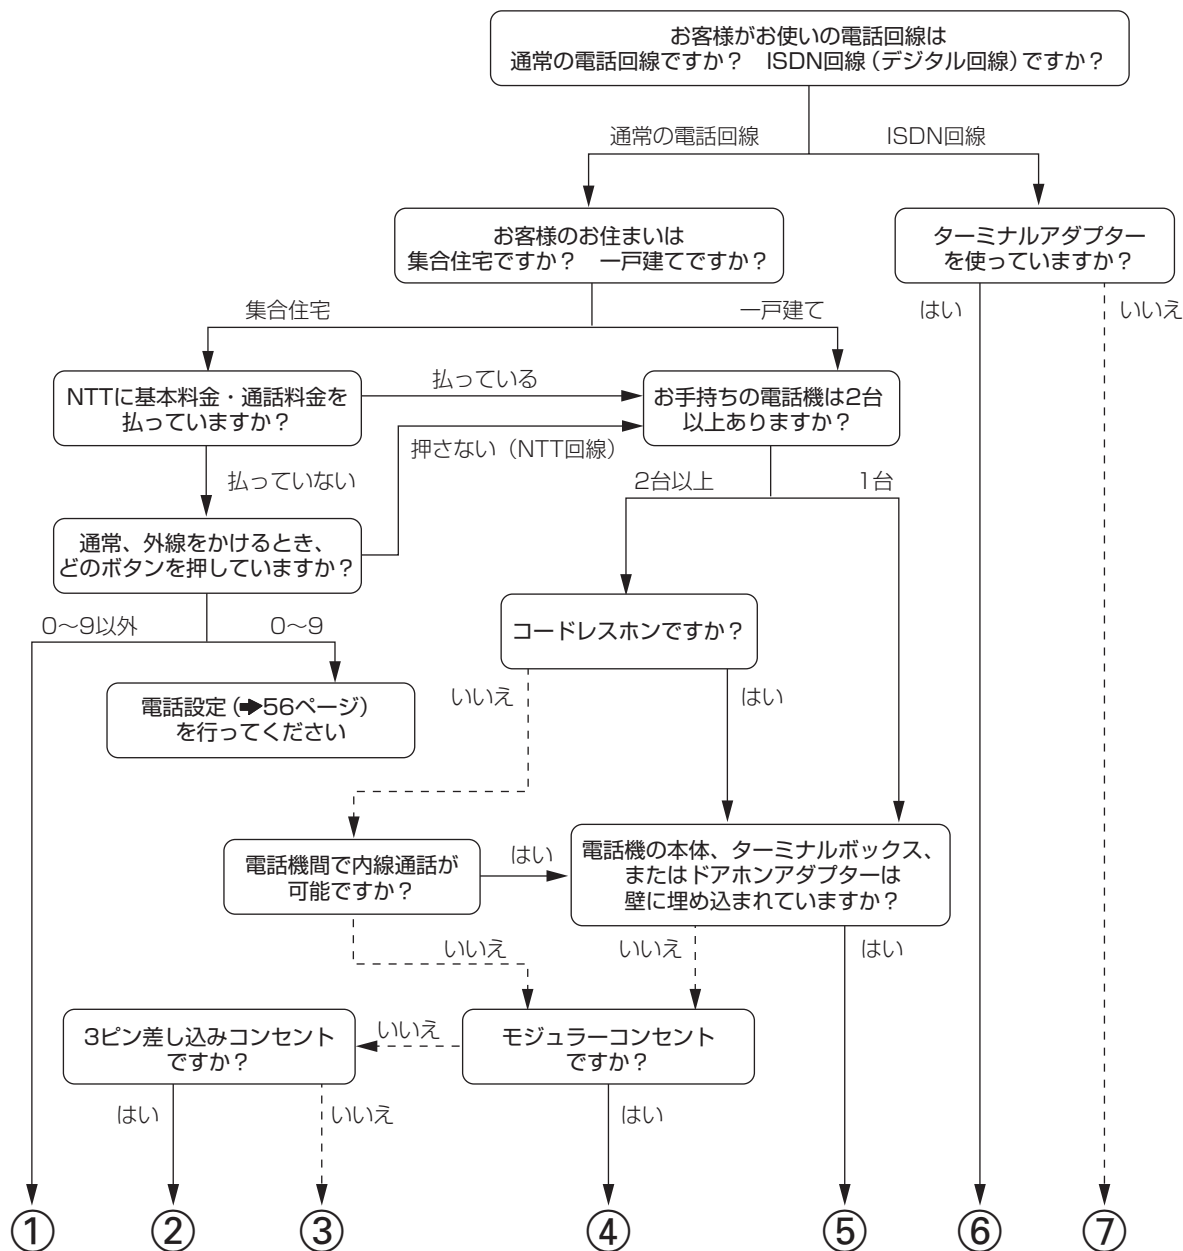 お客様がお使いの電話回線は
通常の電話回線ですか？　ISDN回線（デジタル回線）ですか？
通常の電話回線
ISDN回線
お客様のお住まいは
集合住宅ですか？　一戸建てですか？
ターミナルアダプター
を使っていますか？
集合住宅
一戸建て
はい
いいえ
NTTに基本料金・通話料金を
払っていますか？
払っている
お手持ちの電話機は2台
以上ありますか？
押さない（NTT回線）
払っていない
2台以上
1台
通常、外線をかけるとき、
どのボタンを押していますか？
0〜9以外
0〜9
コードレスホンですか？
電話設定（➡56ページ）
を行ってください
いいえ
はい
電話機間で内線通話が
可能ですか？
はい
電話機の本体、ターミナルボックス、
またはドアホンアダプターは
壁に埋め込まれていますか？
いいえ
いいえ
はい
3ピン差し込みコンセント
ですか？
いいえ
モジュラーコンセント
ですか？
はい
いいえ
はい
① ② ③ ④ ⑤ ⑥ ⑦